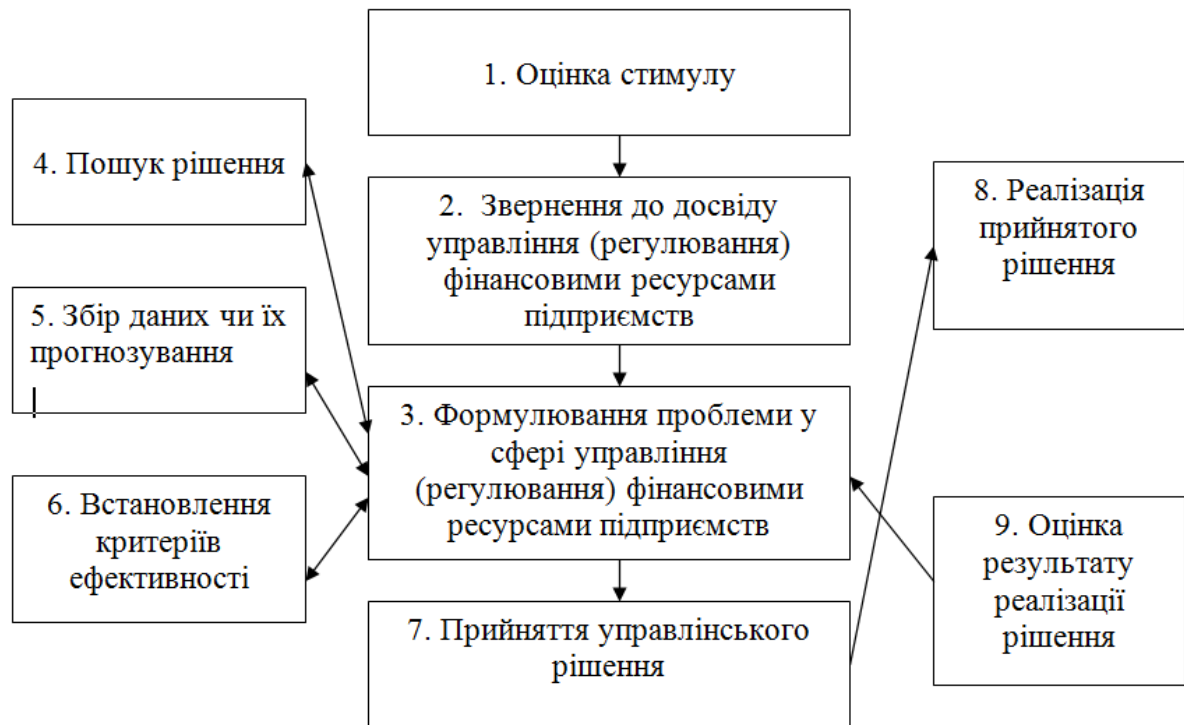 1. Оцінка стимулу
2. Звернення до досвіду
управління (регулювання)
фінансовими ресурсами
підприємств
3. Формулювання проблеми у
сфері управління
(регулювання) фінансовими
ресурсами підприємств
4. Пошук рішення
5. Збір даних чи їх
прогнозування
6. Встановлення
критеріїв
ефективності
7. Прийняття управлінського
рішення
8. Реалізація
прийнятого
рішення
9. Оцінка
результату
реалізації
рішення